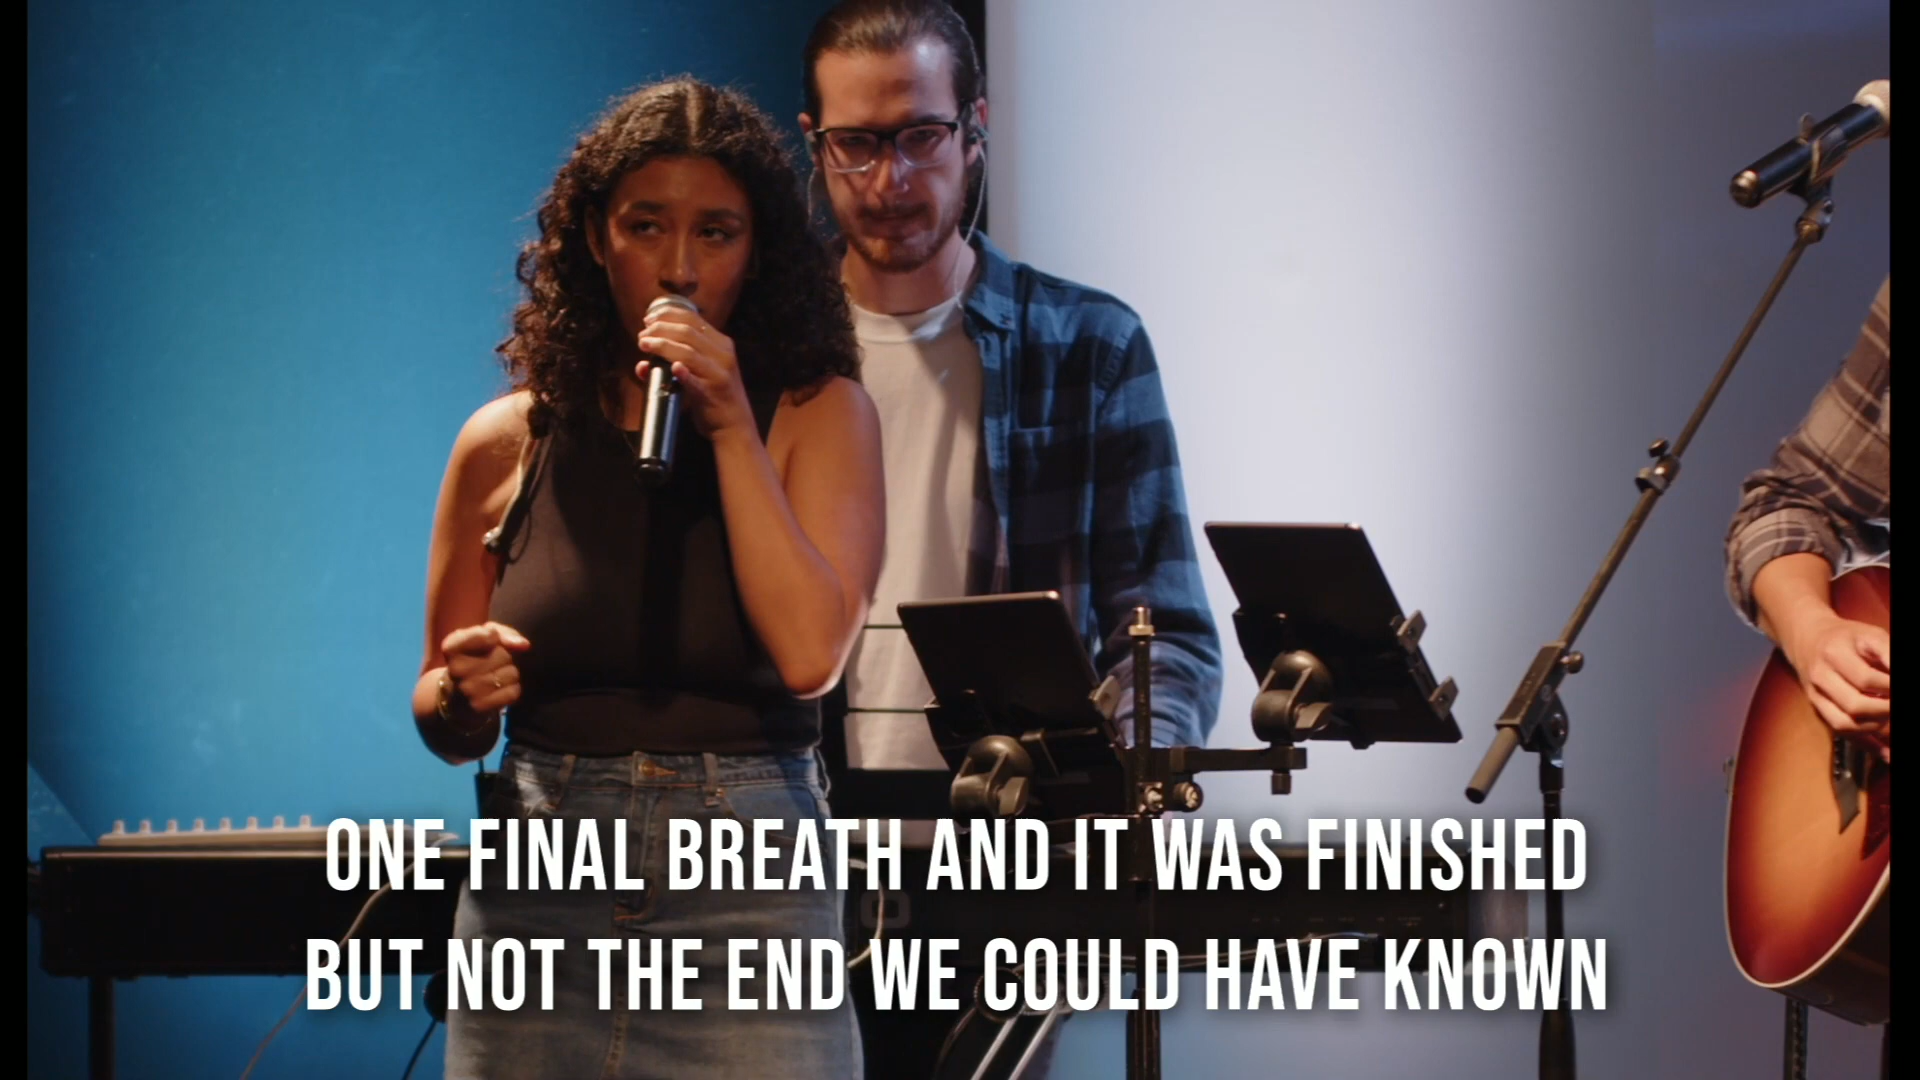 ONE FINAL BREATH AND IT WAS FINISHED
BUT NOT THE END WE COULD HAVE KNOWN